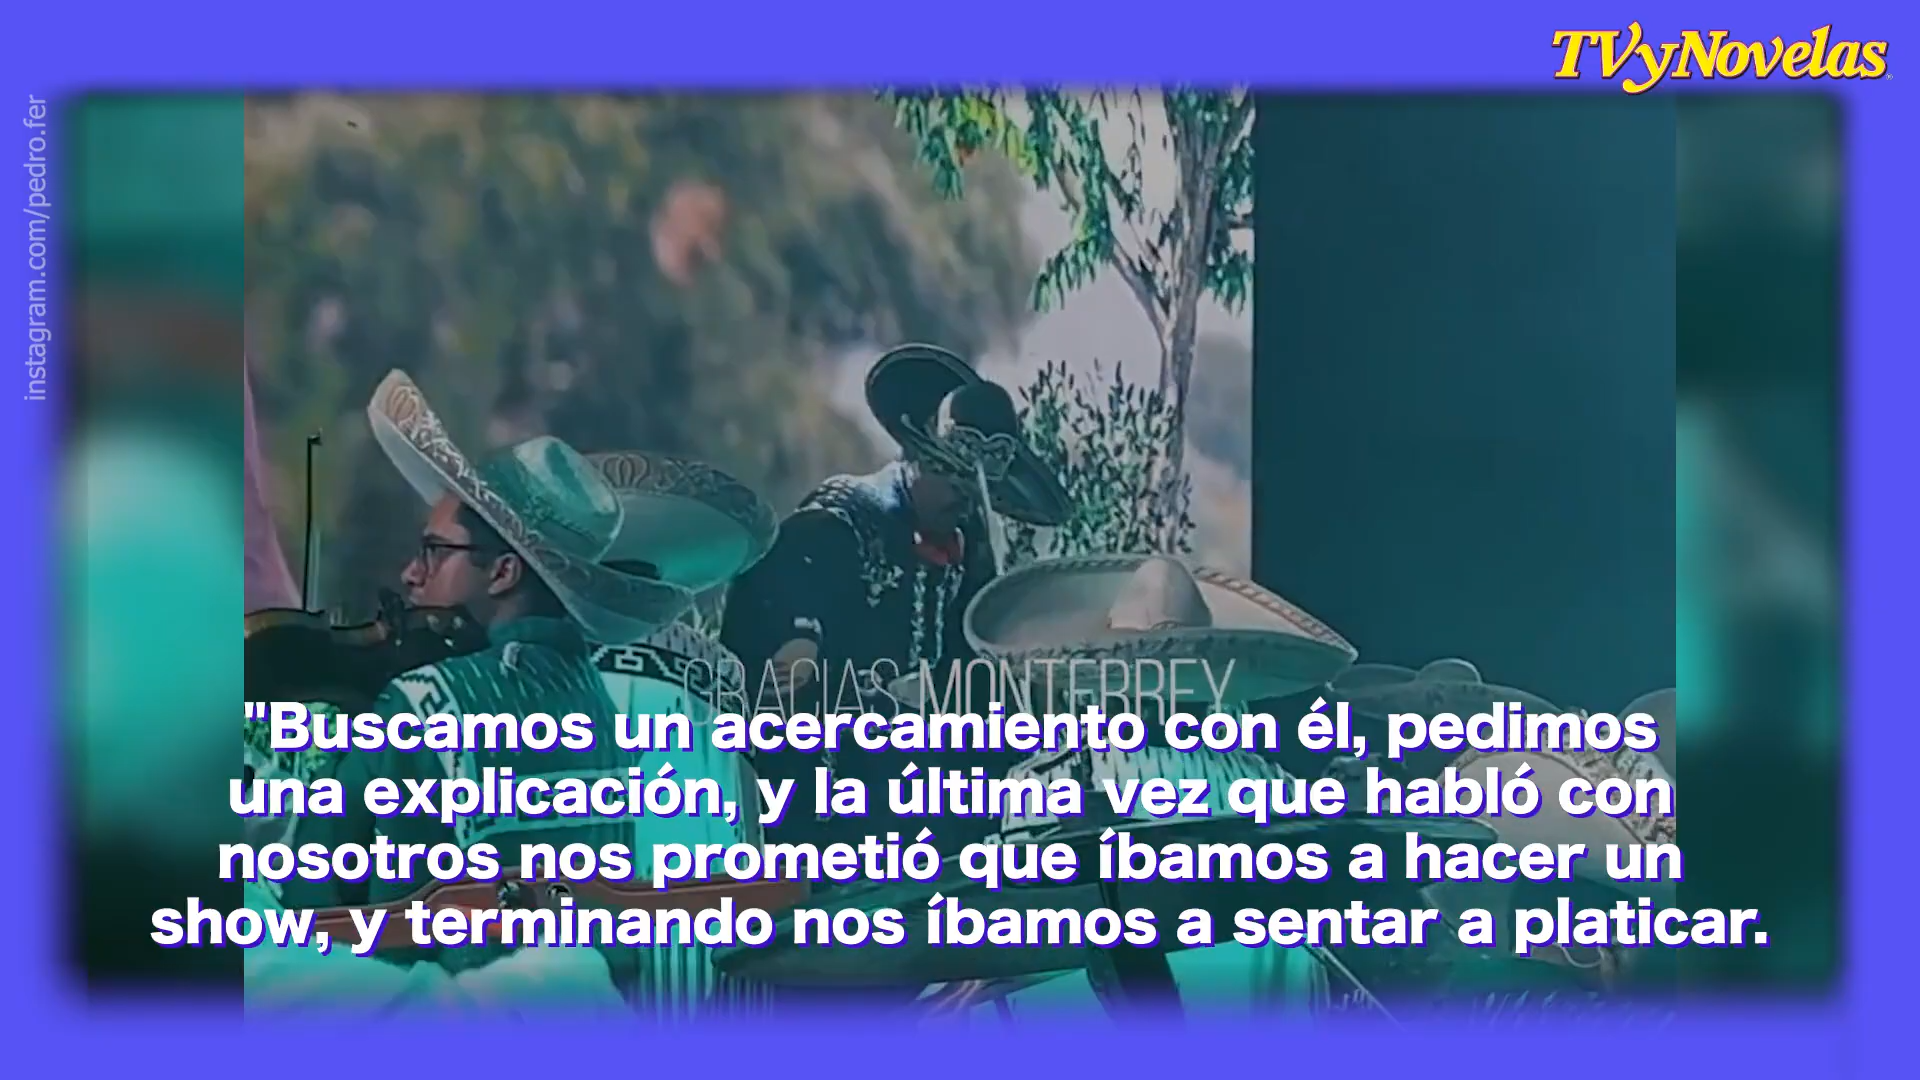 TVyNovelas
instagram.com/pedro.fer
GRACIAS MONTERREY
"Buscamos un acercamiento con él, pedimos
una explicación, y la última vez que habló con
nosotros nos prometió que íbamos a hacer un
show, y terminando nos íbamos a sentar a platicar.